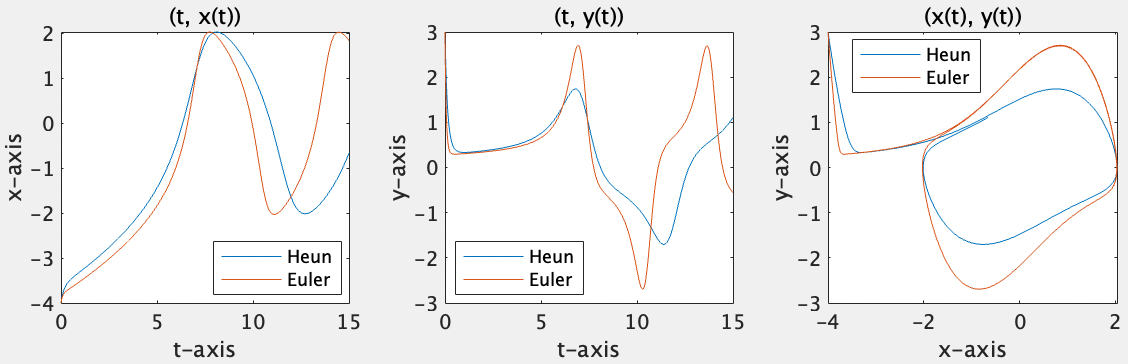 (t, x(t))
2
1
0
-1
-2
-3
-4
x-axis
0
5
10
15
t-axis
Heun
Euler
(t, y(t))
3
2
1
0
-1
-2
-3
y-axis
0
5
10
15
t-axis
Heun
Euler
(x(t), y(t))
3
2
1
0
-1
-2
-3
y-axis
-4
-2
0
2
x-axis
Heun
Euler